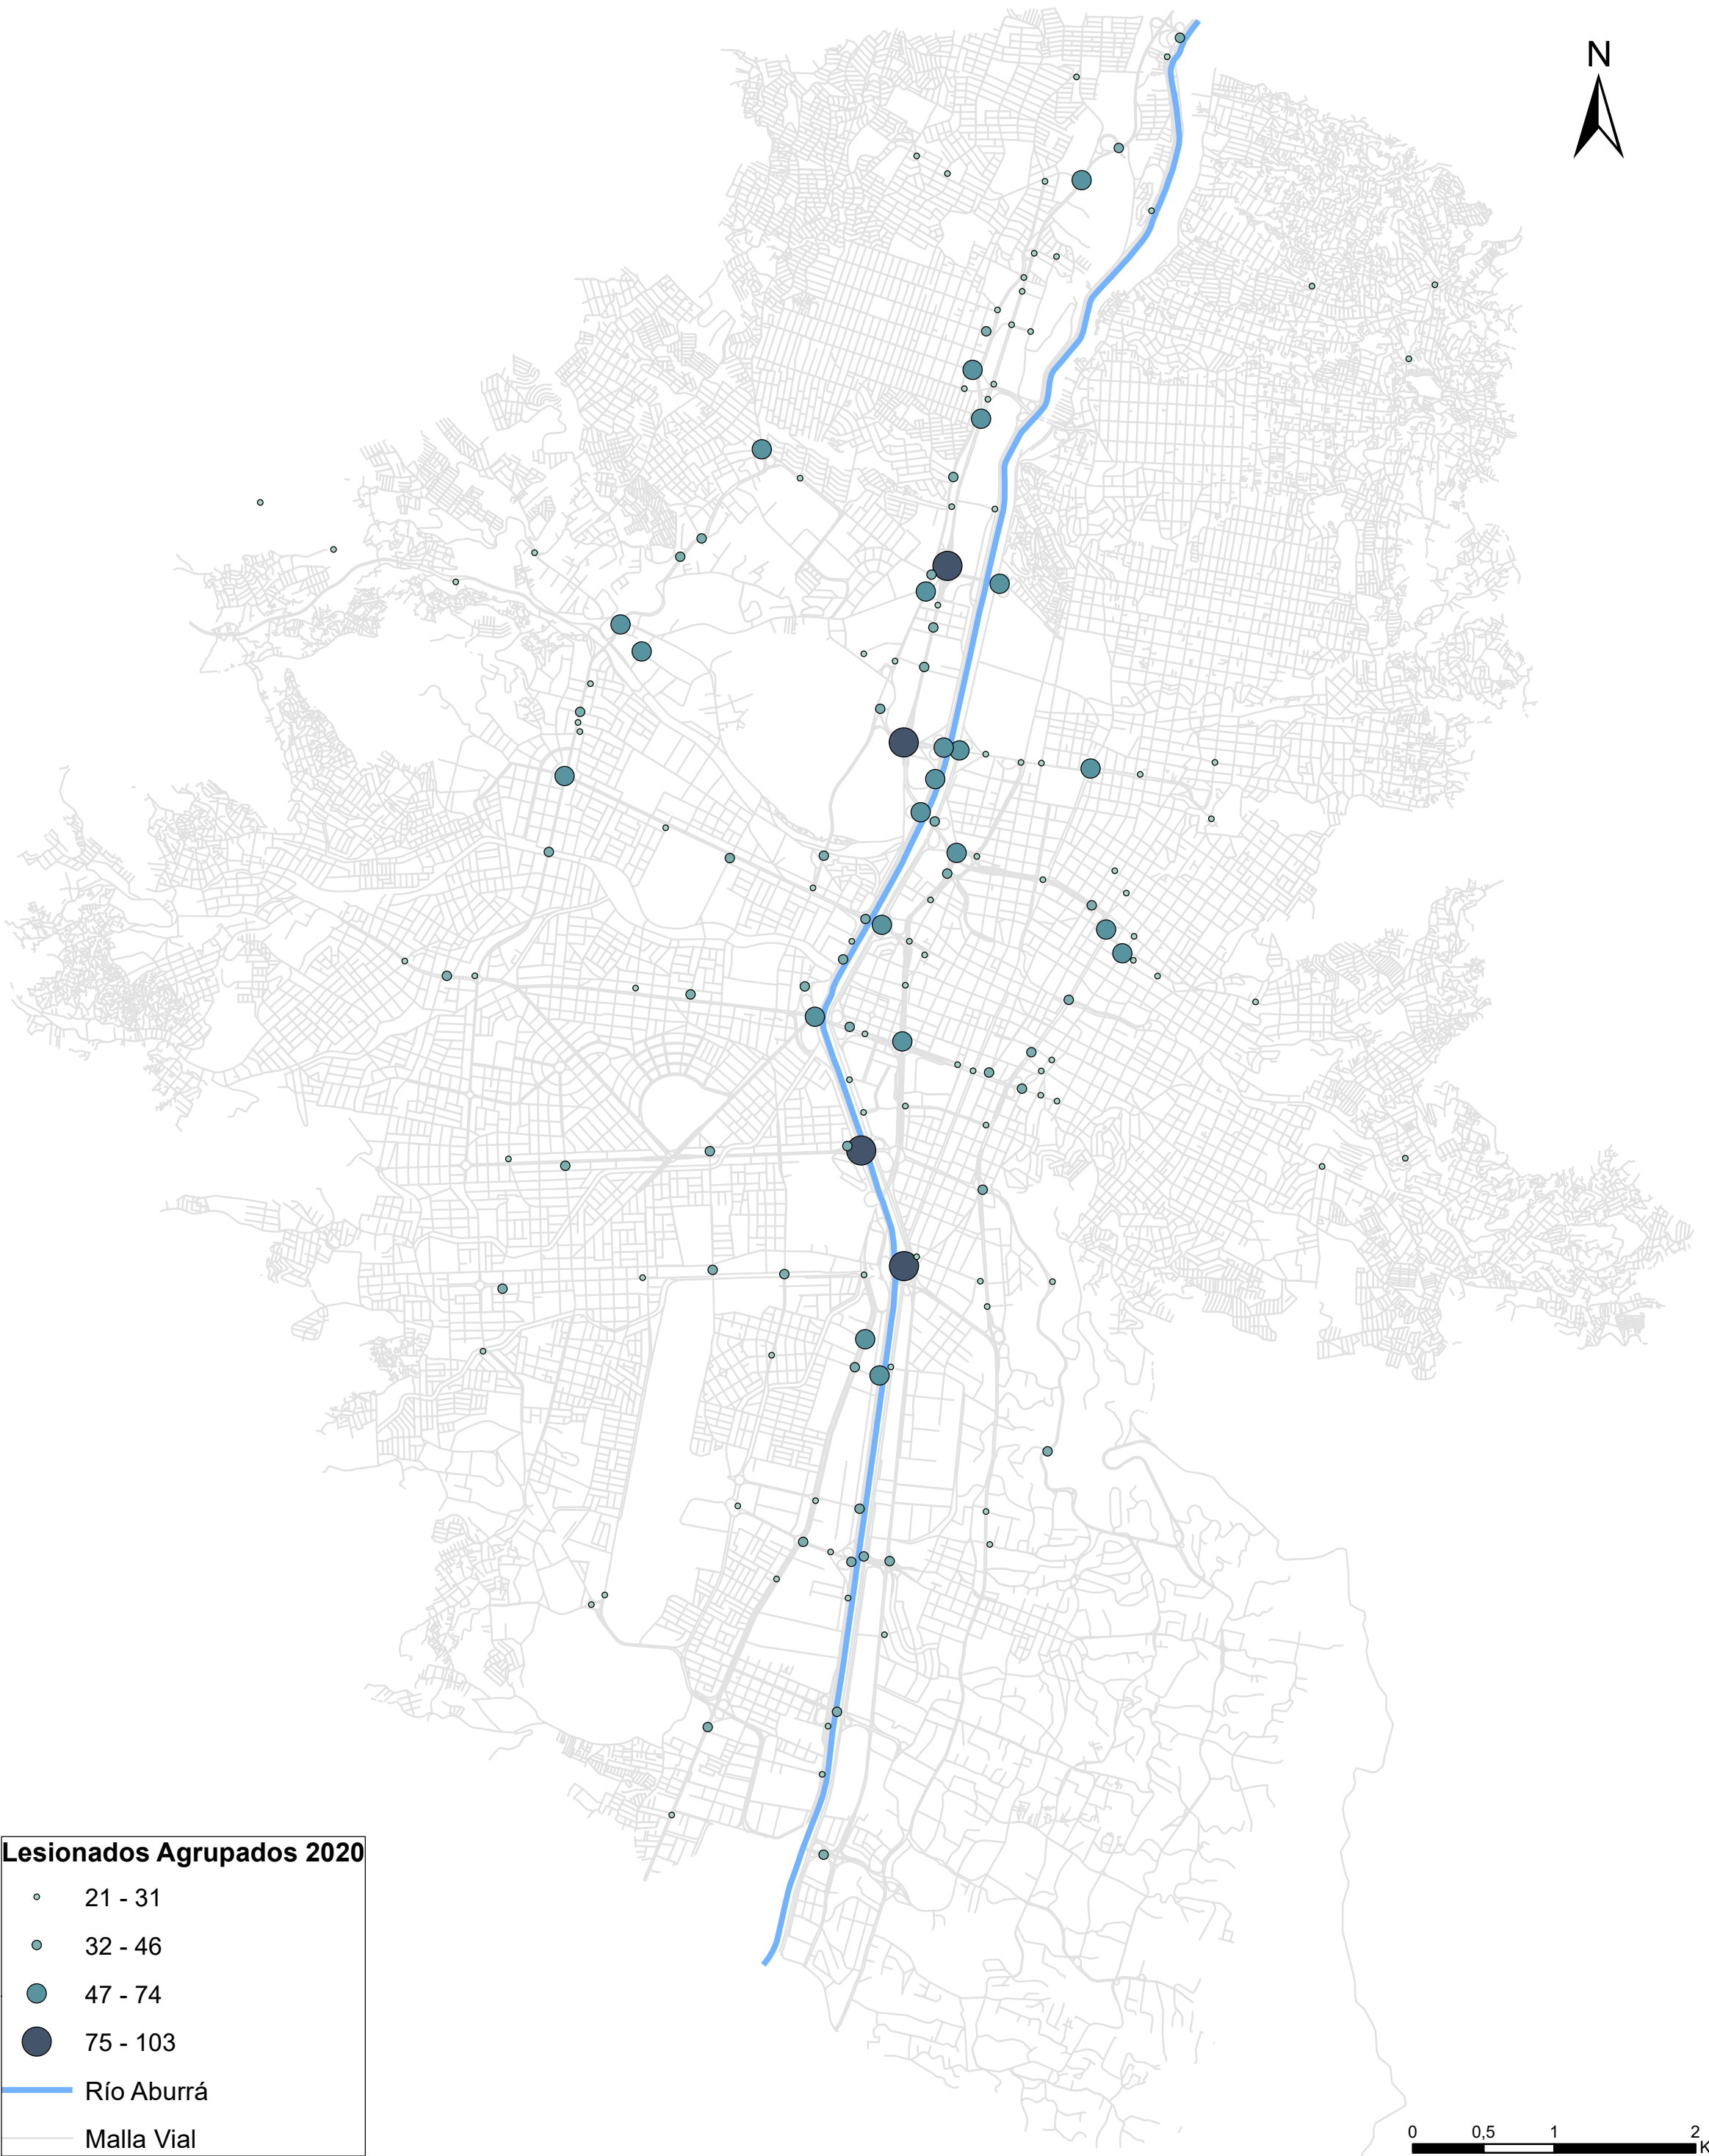 N
Lesionados Agrupados 2020
21 - 31
32 - 46
47 - 74
75 - 103
Río Aburrá
Malla Vial
0 0,5 1 2
K